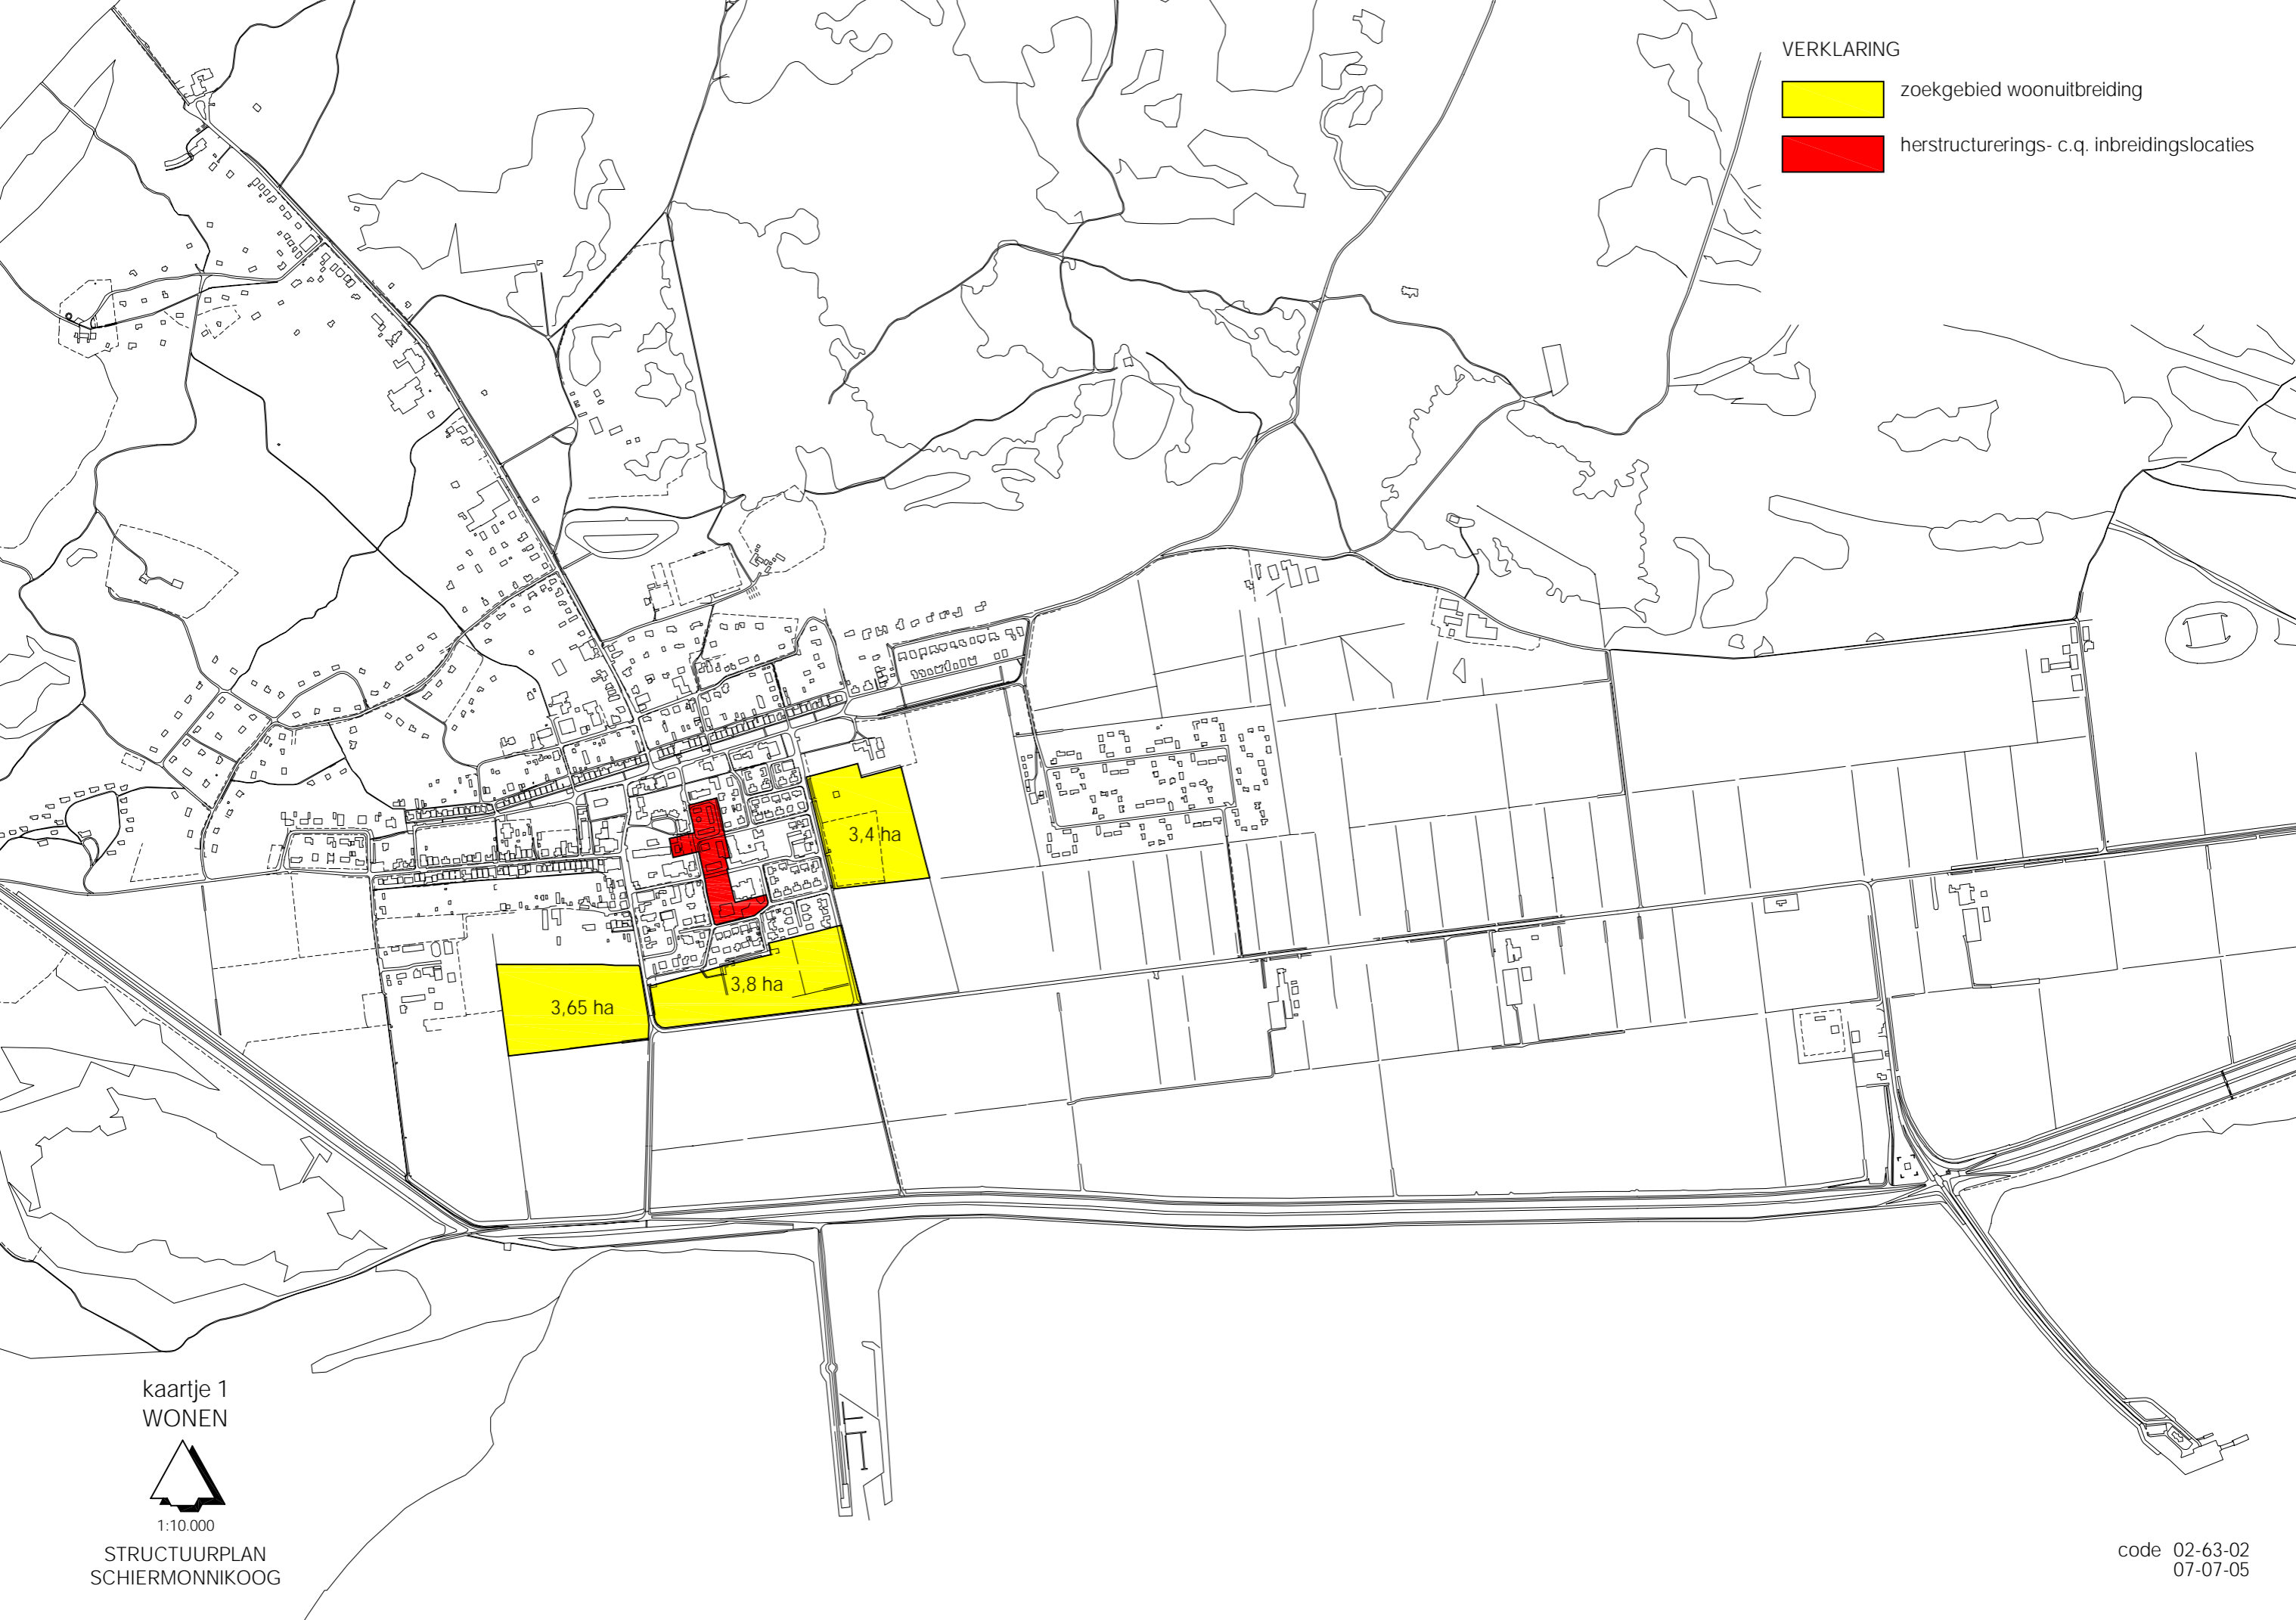 VERKLARING
zoekgebied woonuitbreiding
herstructurerings- c.q. inbreidingslocaties
3,4 ha
3,8 ha
3,65 ha
kaartje 1
WONEN
1:10.000
STRUCTUURPLAN
SCHIERMONNIKOOG
code 02-63-02
07-07-05